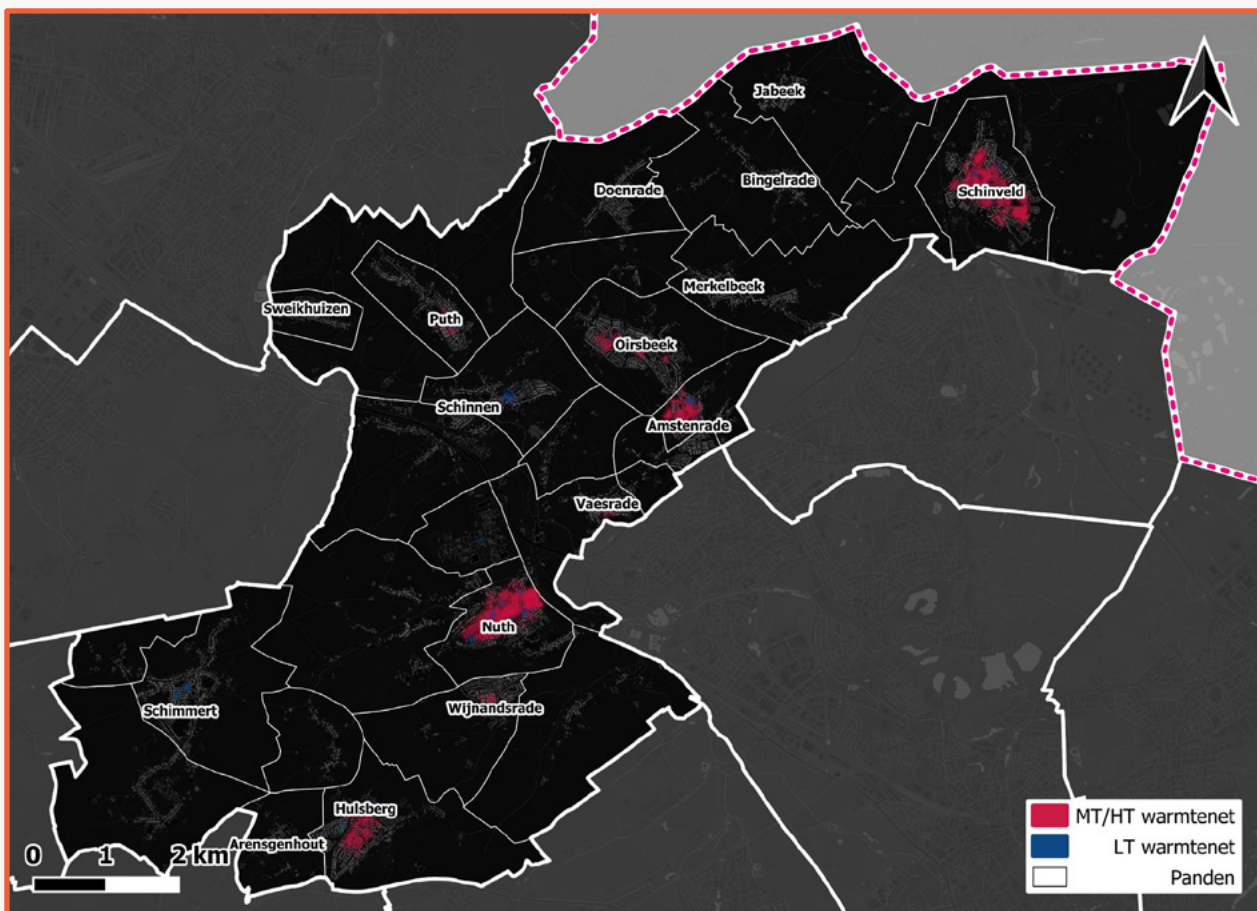 Jabeek
Doenrade
Bingelrade
Schinveld
Merkelbeek
Sweikhuizen
Puth
Oirsbeek
Schinnen
Amstenrade
Vaesrade
Nuth
Schimmert
Wijnandsrade
Hulsberg
Arensgenhout
0 1 2 km
MT/HT warmtenet
LT warmtenet
Panden